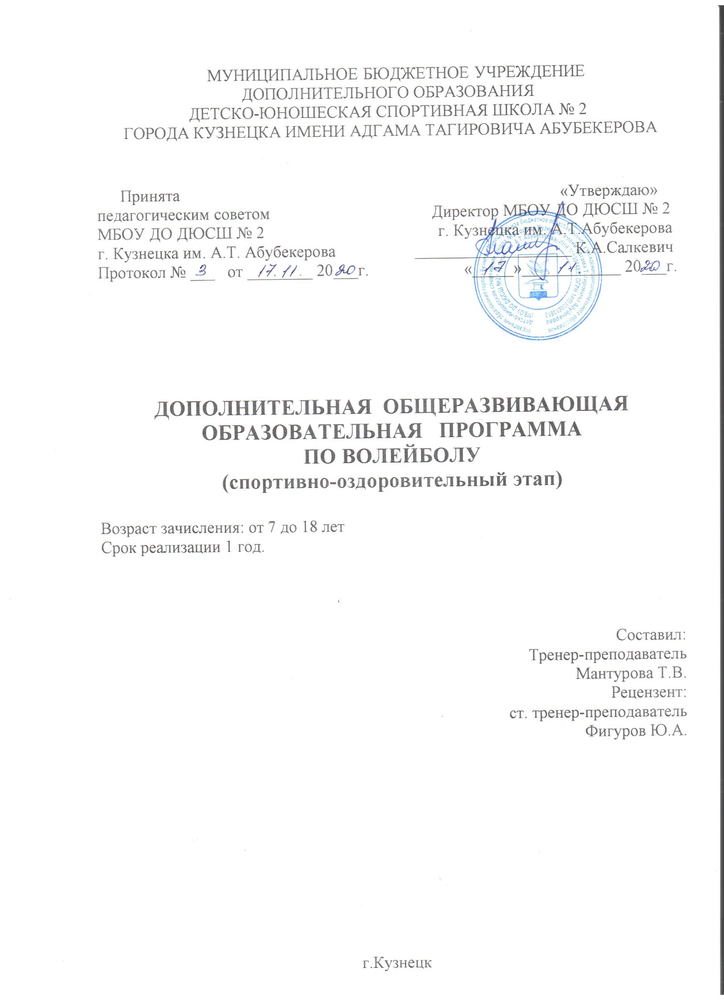 МУНИЦИПАЛЬНОЕ БЮДЖЕТНОЕ УЧРЕЖДЕНИЕ
ДОПОЛНИТЕЛЬНОГО ОБРАЗОВАНИЯ
ДЕТСКО-ЮНОШЕСКАЯ СПОРТИВНАЯ ШКОЛА № 2
ГОРОДА КУЗНЕЦКА ИМЕНИ АДГАМА ТАГИРОВИЧА АБУБЕКЕРОВА
Принята
педагогическим советом
МБОУ ДО ДЮСШ № 2
г. Кузнецка им. А.Т. Абубекерова
Протокол № 3 от 17.11. 2020г.
«Утверждаю»
Директор МБОУ ДО ДЮСШ № 2
г. Кузнецка им. А.Т.Абубекерова
К.А.Салкевич
«17» 11. 2020 г.
ДОПОЛНИТЕЛЬНАЯ ОБЩЕРАЗВИВАЮЩАЯ
ОБРАЗОВАТЕЛЬНАЯ ПРОГРАММА
ПО ВОЛЕЙБОЛУ
(спортивно-оздоровительный этап)
Возраст зачисления: от 7 до 18 лет
Срок реализации 1 год.
Составил:
Тренер-преподаватель
Мантурова Т.В.
Рецензент:
ст. тренер-преподаватель
Фигуров Ю.А.
г.Кузнецк